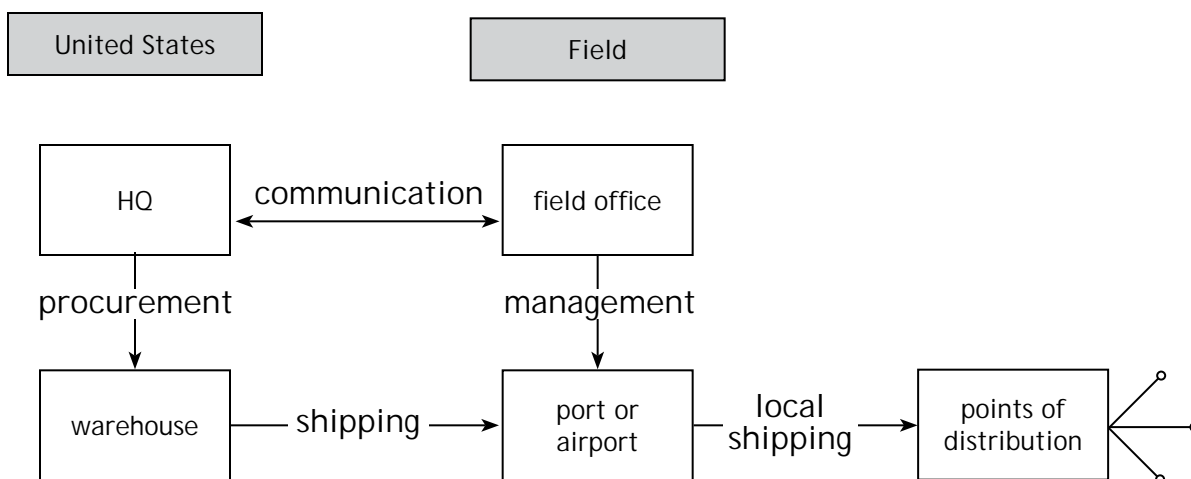 United States
Field
HQ
communication
field office
procurement
management
warehouse
shipping
port or
airport
local
shipping
points of
distribution